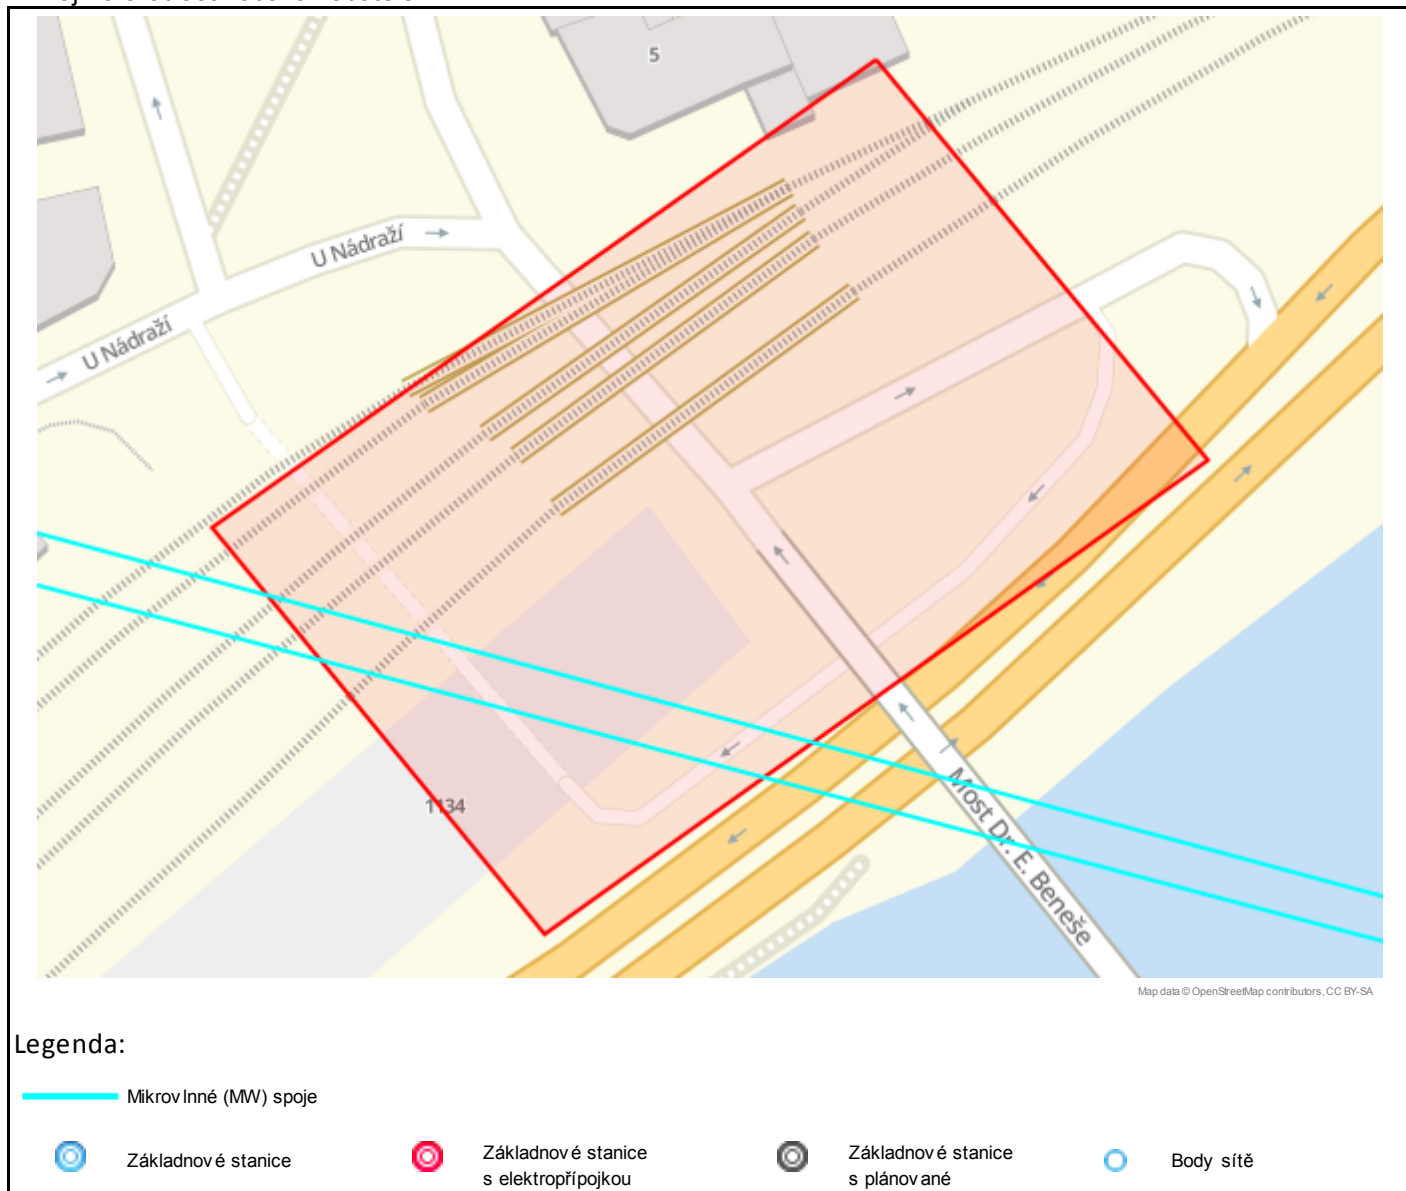 5
U Nádraží
U Nádraží
1134
Most Dr. E. Beneše
Map data © OpenStreetMap contributors, CC BY-SA
Legenda:
Mikrovlnné (MW) spoje
Základnové stanice
Základnové stanice
s elektropřípojkou
Základnové stanice
s plánované
Body sítě